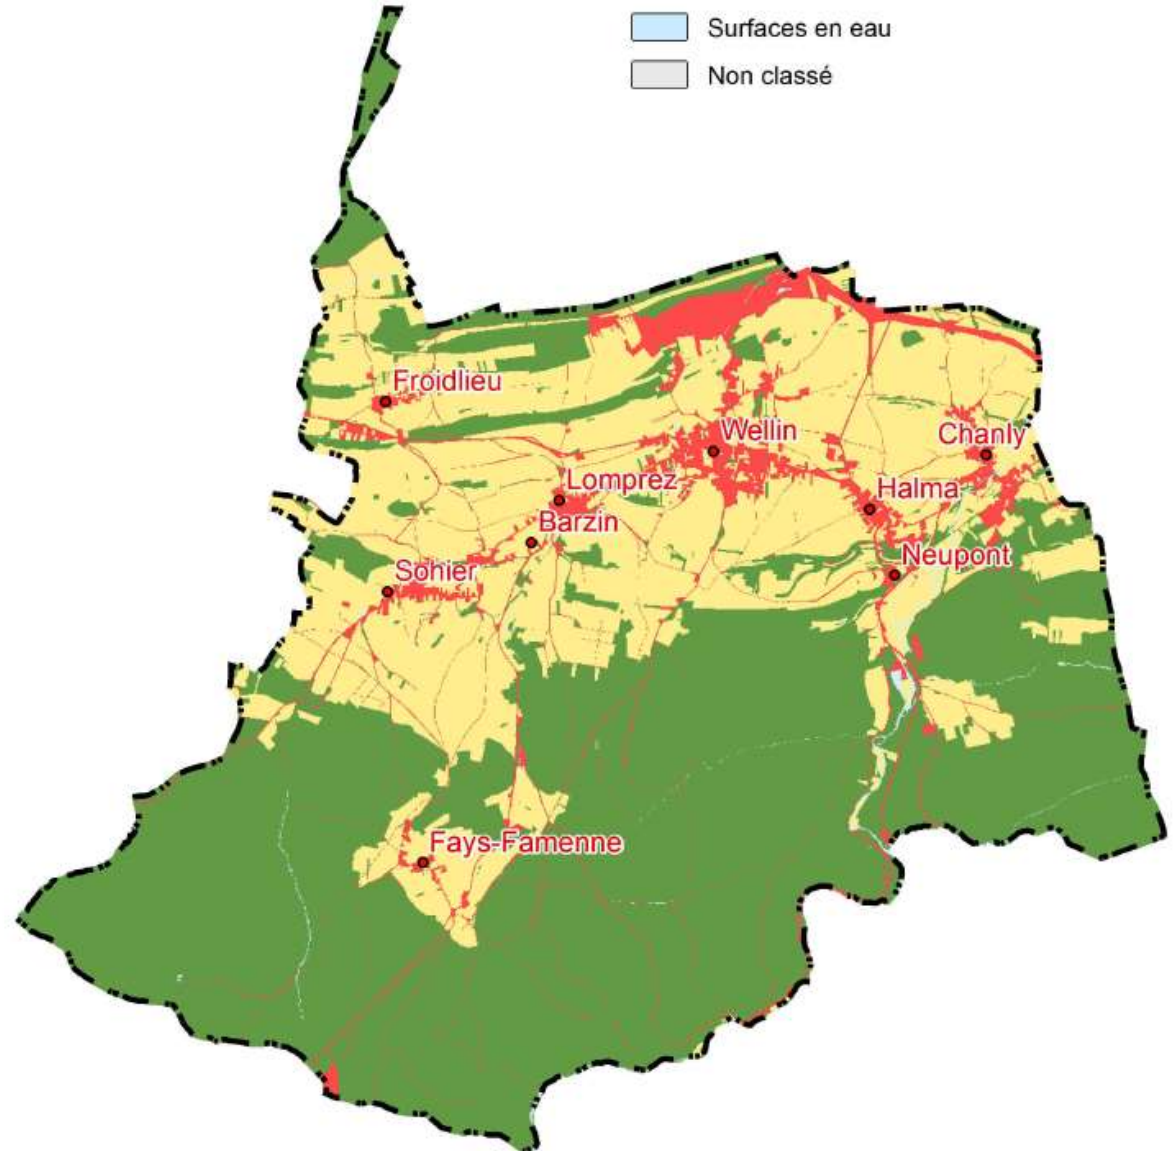 Surfaces en eau
Non classé
Froidlieu
Wellin
Chanly
Lomprez
Halma
Barzin
Neupont
Sohier
Fays-Famenne